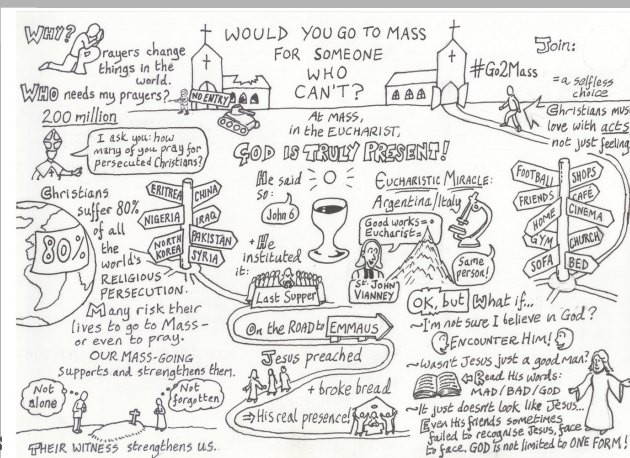 WHY?
Prayers change
things in the
world.
WHO needs my prayers?
200 million
I ask you: how
many of you pray for
persecuted Christians?
Christians
suffer 80%
of all
the
world's
RELIGIOUS
PERSECUTION.
80%
Many risk their
lives to go to Mass -
or even to pray.
OUR MASS-GOING
supports and strengthens them.
Not
alone
Not
forgotten
THEIR WITNESS strengthens us.
NO ENTRY
ERITREA
CHINA
NIGERIA
IRAQ
NORTH
KOREA
PAKISTAN
SYRIA
WOULD YOU GO TO MASS
FOR SOMEONE
WHO
CAN'T?
AT MASS,
in the EUCHARIST,
GOD IS TRULY PRESENT!
He said
so:
John 6
+ He
instituted
it:
Last Supper
On the ROAD to EMMAUS
Jesus preached
+ broke bread
⇒ His real presence!
EUCHARISTIC MIRACLE:
Argentina/Italy
Good works = •
Eucharist =
ST. JOHN
VIANNEY
Same
person!
#Go2Mass
Join:
= a selfless
choice
Christians mus
love with acts
not just feeling
FOOTBALL
SHOPS
FRIENDS
CAFÉ
HOME
CINEMA
GYM
CHURCH
SOFA
BED
OK, but What if...
~ I'm not sure I believe in God?
ENCOUNTER HIM!
~ Wasn't Jesus just a good man?
⇐ Read His words:
MAD/BAD/GOD
~ It just doesn't look like Jesus...
Even His friends sometimes
failed to recognise Jesus, face
to face. GOD is not limited to ONE FORM!